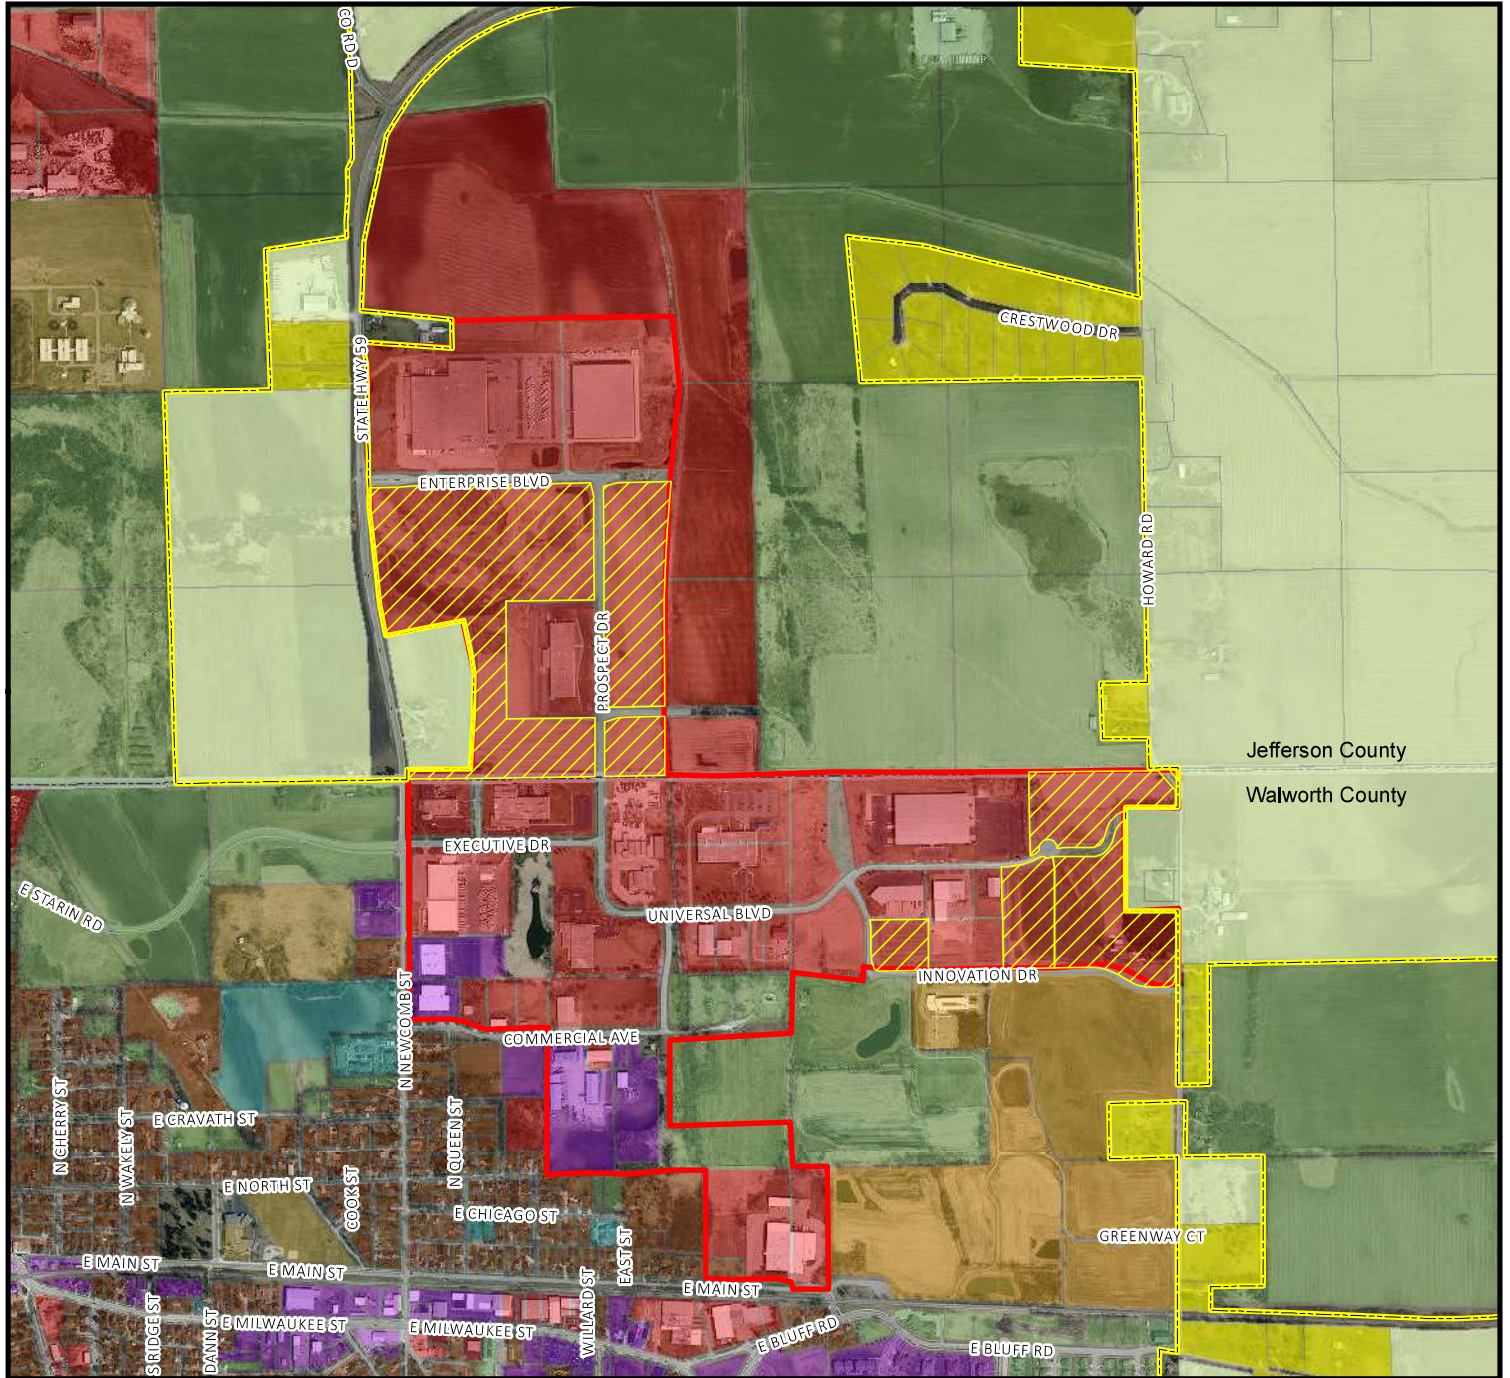 CO RD D
CRESTWOOD DR
STATE HWY 59
ENTERPRISE BLVD
HOWARD RD
PROSPECT DR
Jefferson County
Walworth County
EXECUTIVE DR
E STARIN RD
UNIVERSAL BLVD
INNOVATION DR
N NEWCOMB ST
COMMERCIAL AVE
N CHERRY ST
N WAKELY ST
E CRAVATH ST
N QUEEN ST
COOK ST
E NORTH ST
E CHICAGO ST
EAST ST
GREENWAY CT
E MAIN ST
E MAIN ST
E MAIN ST
WILLARD ST
S RIDGE ST
DANN ST
E MILWAUKEE ST
E MILWAUKEE ST
E BLUFF RD
E BLUFF RD